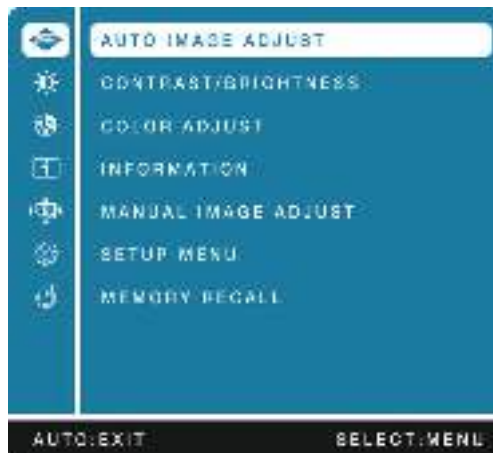 AUTO IMAGE ADJUST
CONTRAST/BRIGHTNESS
COLOR ADJUST
INFORMATION
MANUAL IMAGE ADJUST
SETUP MENU
MEMORY RECALL
AUTO:EXIT SELECT:MENU